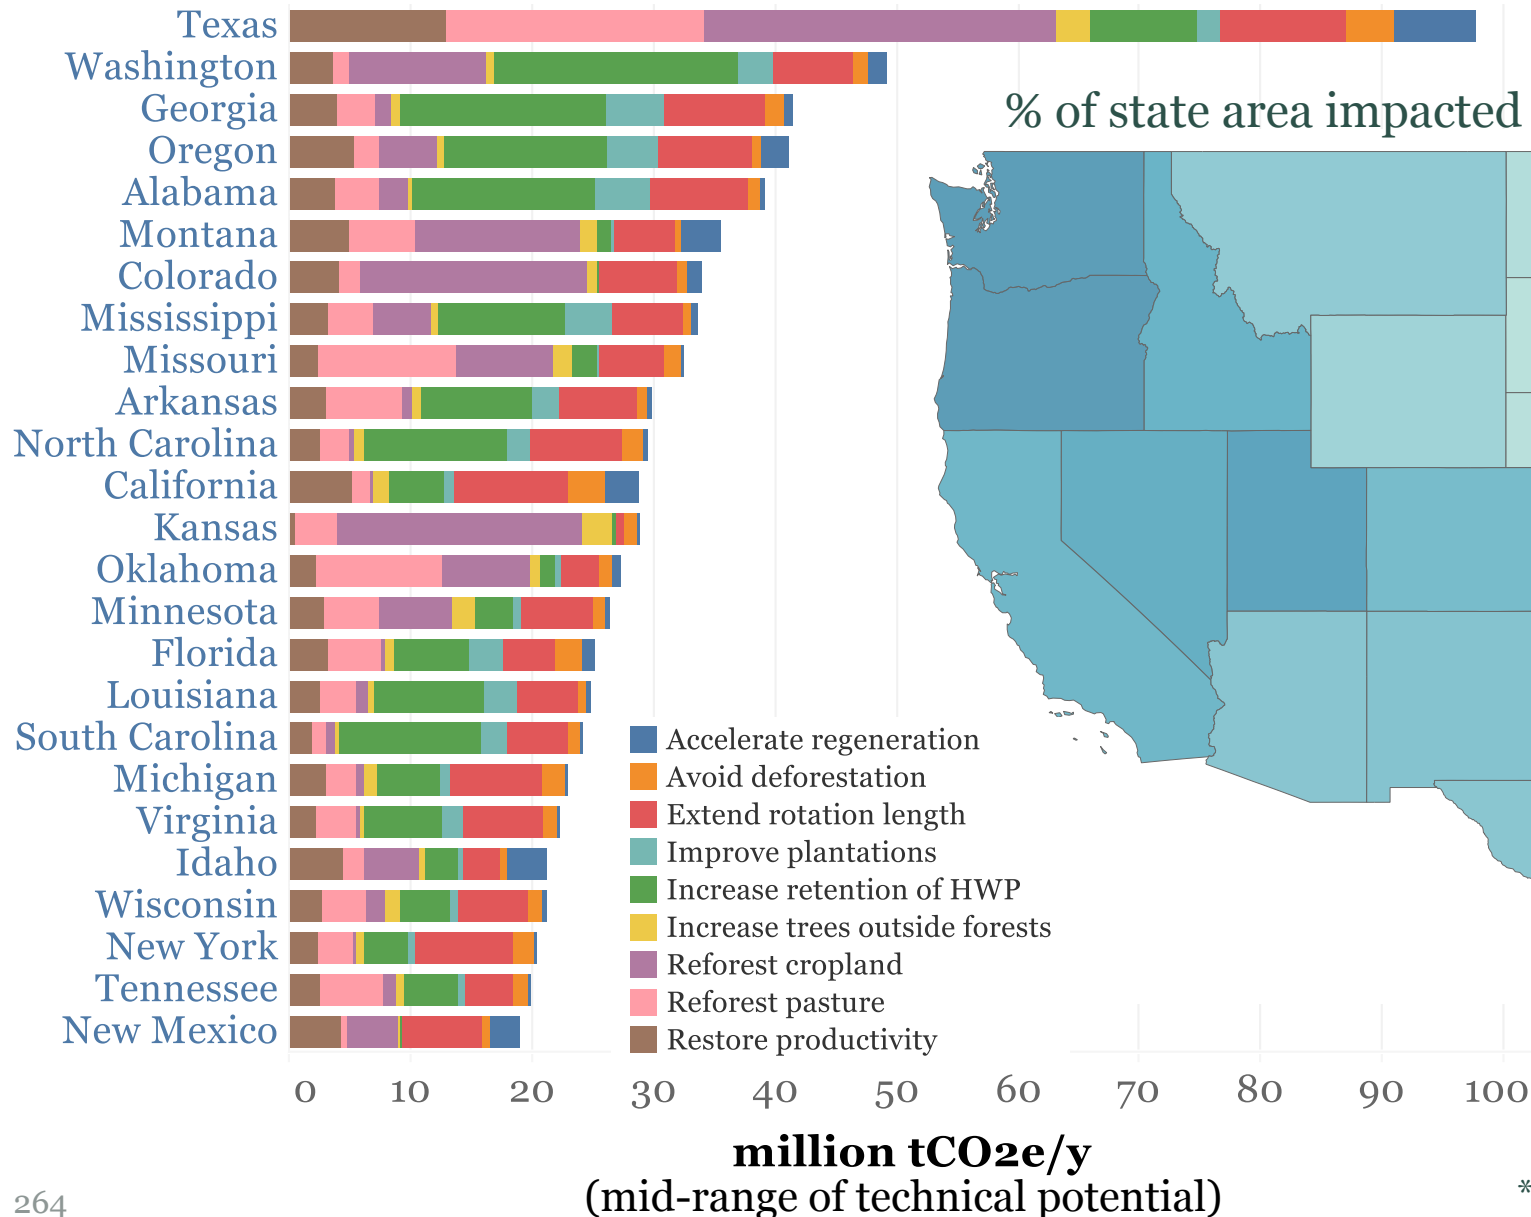 Texas
Washington
Georgia
% of state area impacted
Oregon
Alabama
Montana
Colorado
Mississippi
Missouri
Arkansas
North Carolina
California
Kansas
Oklahoma
Minnesota
Florida
Louisiana
South Carolina
Michigan
Virginia
Idaho
Wisconsin
New York
Tennessee
New Mexico
Accelerate regeneration
Avoid deforestation
Extend rotation length
Improve plantations
Increase retention of HWP
Increase trees outside forests
Reforest cropland
Reforest pasture
Restore productivity
0 10 20 30 40 50 60 70 80 90 100
million tCO2e/y
(mid-range of technical potential)
*
264